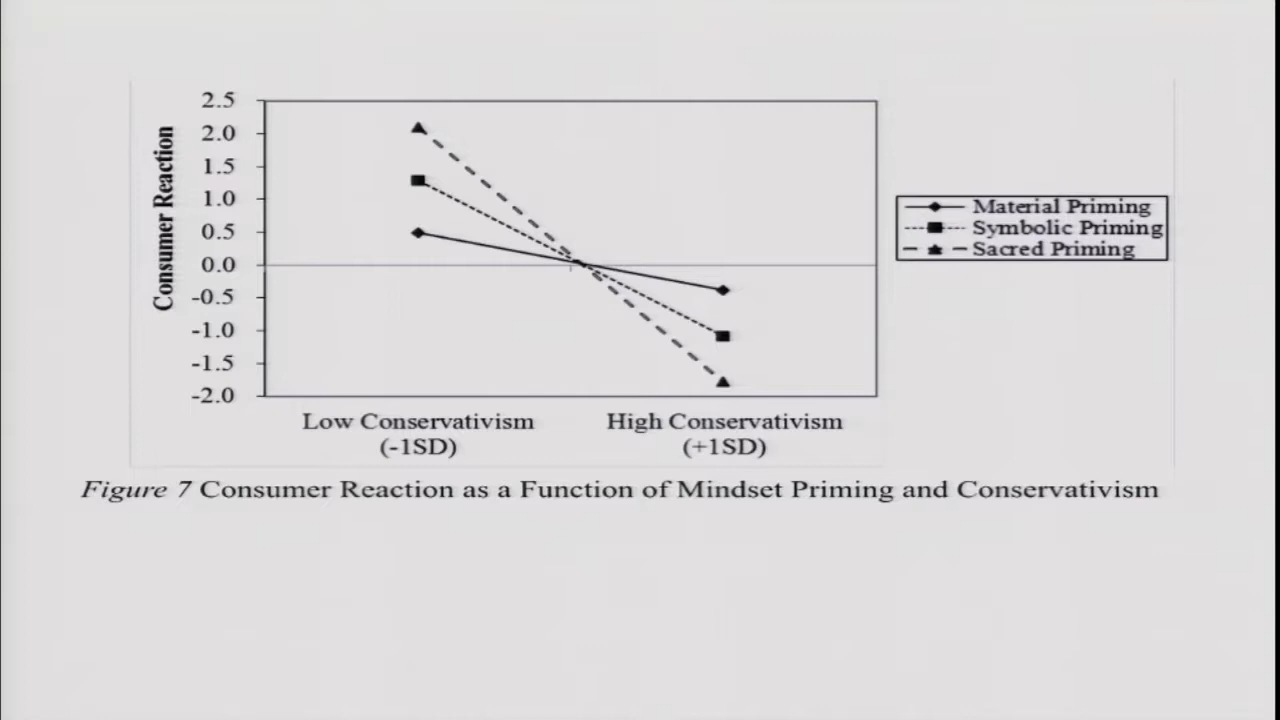 Consumer Reaction
2.5
2.0
1.5
1.0
0.5
0.0
-0.5
-1.0
-1.5
-2.0
Low Conservativism
(-1SD)
High Conservativism
(+1SD)
Material Priming
Symbolic Priming
Sacred Priming
Figure 7 Consumer Reaction as a Function of Mindset Priming and Conservativism